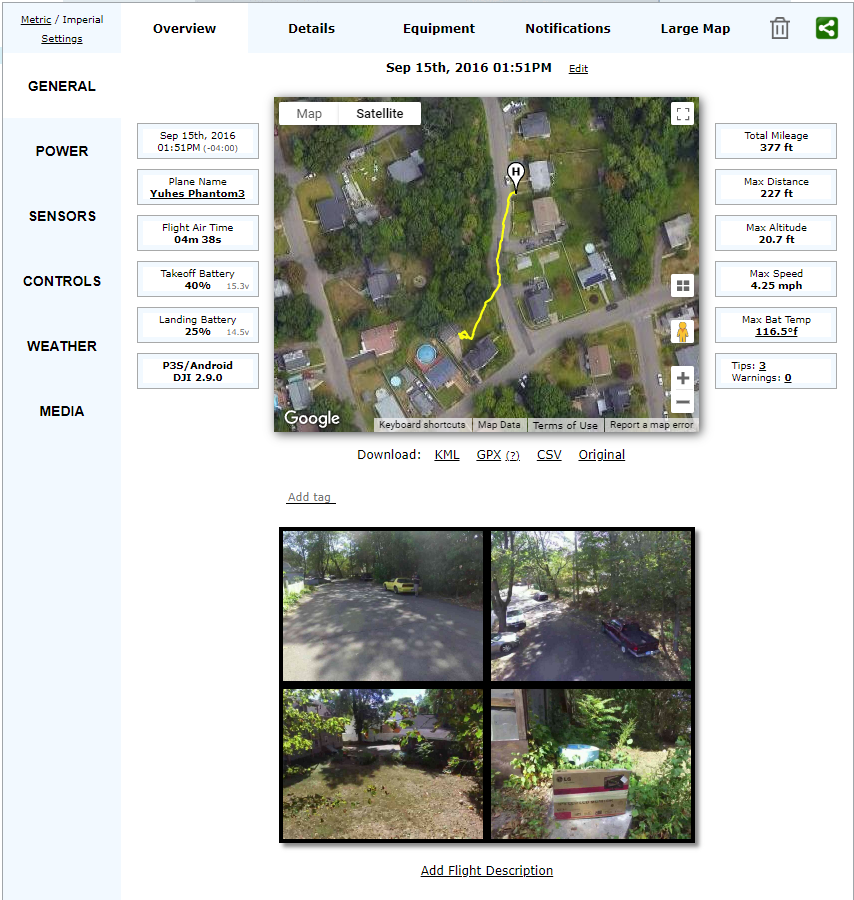 Metric / Imperial
Settings
Overview
Details
Equipment
Notifications
Large Map
GENERAL
POWER
SENSORS
CONTROLS
WEATHER
MEDIA
Sep 15th, 2016 01:51PM Edit
Sep 15th, 2016
01:51PM (-04:00)
Plane Name
Yuhes Phantom3
Flight Air Time
04m 38s
Takeoff Battery
40% 15.3v
Landing Battery
25% 14.5v
P3S/Android
DJI 2.9.0
Map Satellite
H
Google
Keyboard shortcuts Map Data Terms of Use Report a map error
Total Mileage
377 ft
Max Distance
227 ft
Max Altitude
20.7 ft
Max Speed
4.25 mph
Max Bat Temp
116.5°f
Tips: 3
Warnings: 0
Download: KML GPX (?) CSV Original
Add tag
LG
Add Flight Description